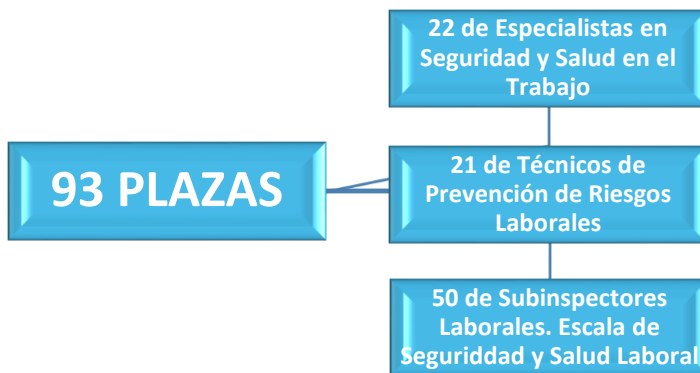 93 PLAZAS
22 de Especialistas en
Seguridad y Salud en el
Trabajo
21 de Técnicos de
Prevención de Riesgos
Laborales
50 de Subinspectores
Laborales. Escala de
Seguriddad y Salud Laboral